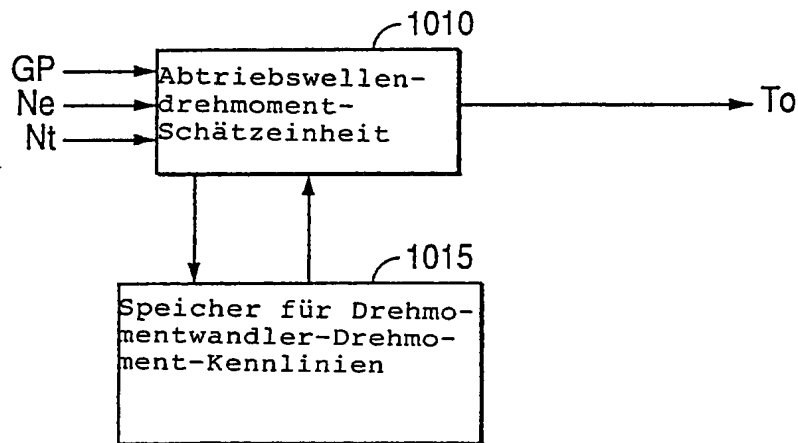 1010
GP
Ne
Nt
Abtriebswellen-
drehmoment-
Schätzeinheit
To
1015
Speicher für Drehmo-
mentwandler-Drehmo-
ment-Kennlinien